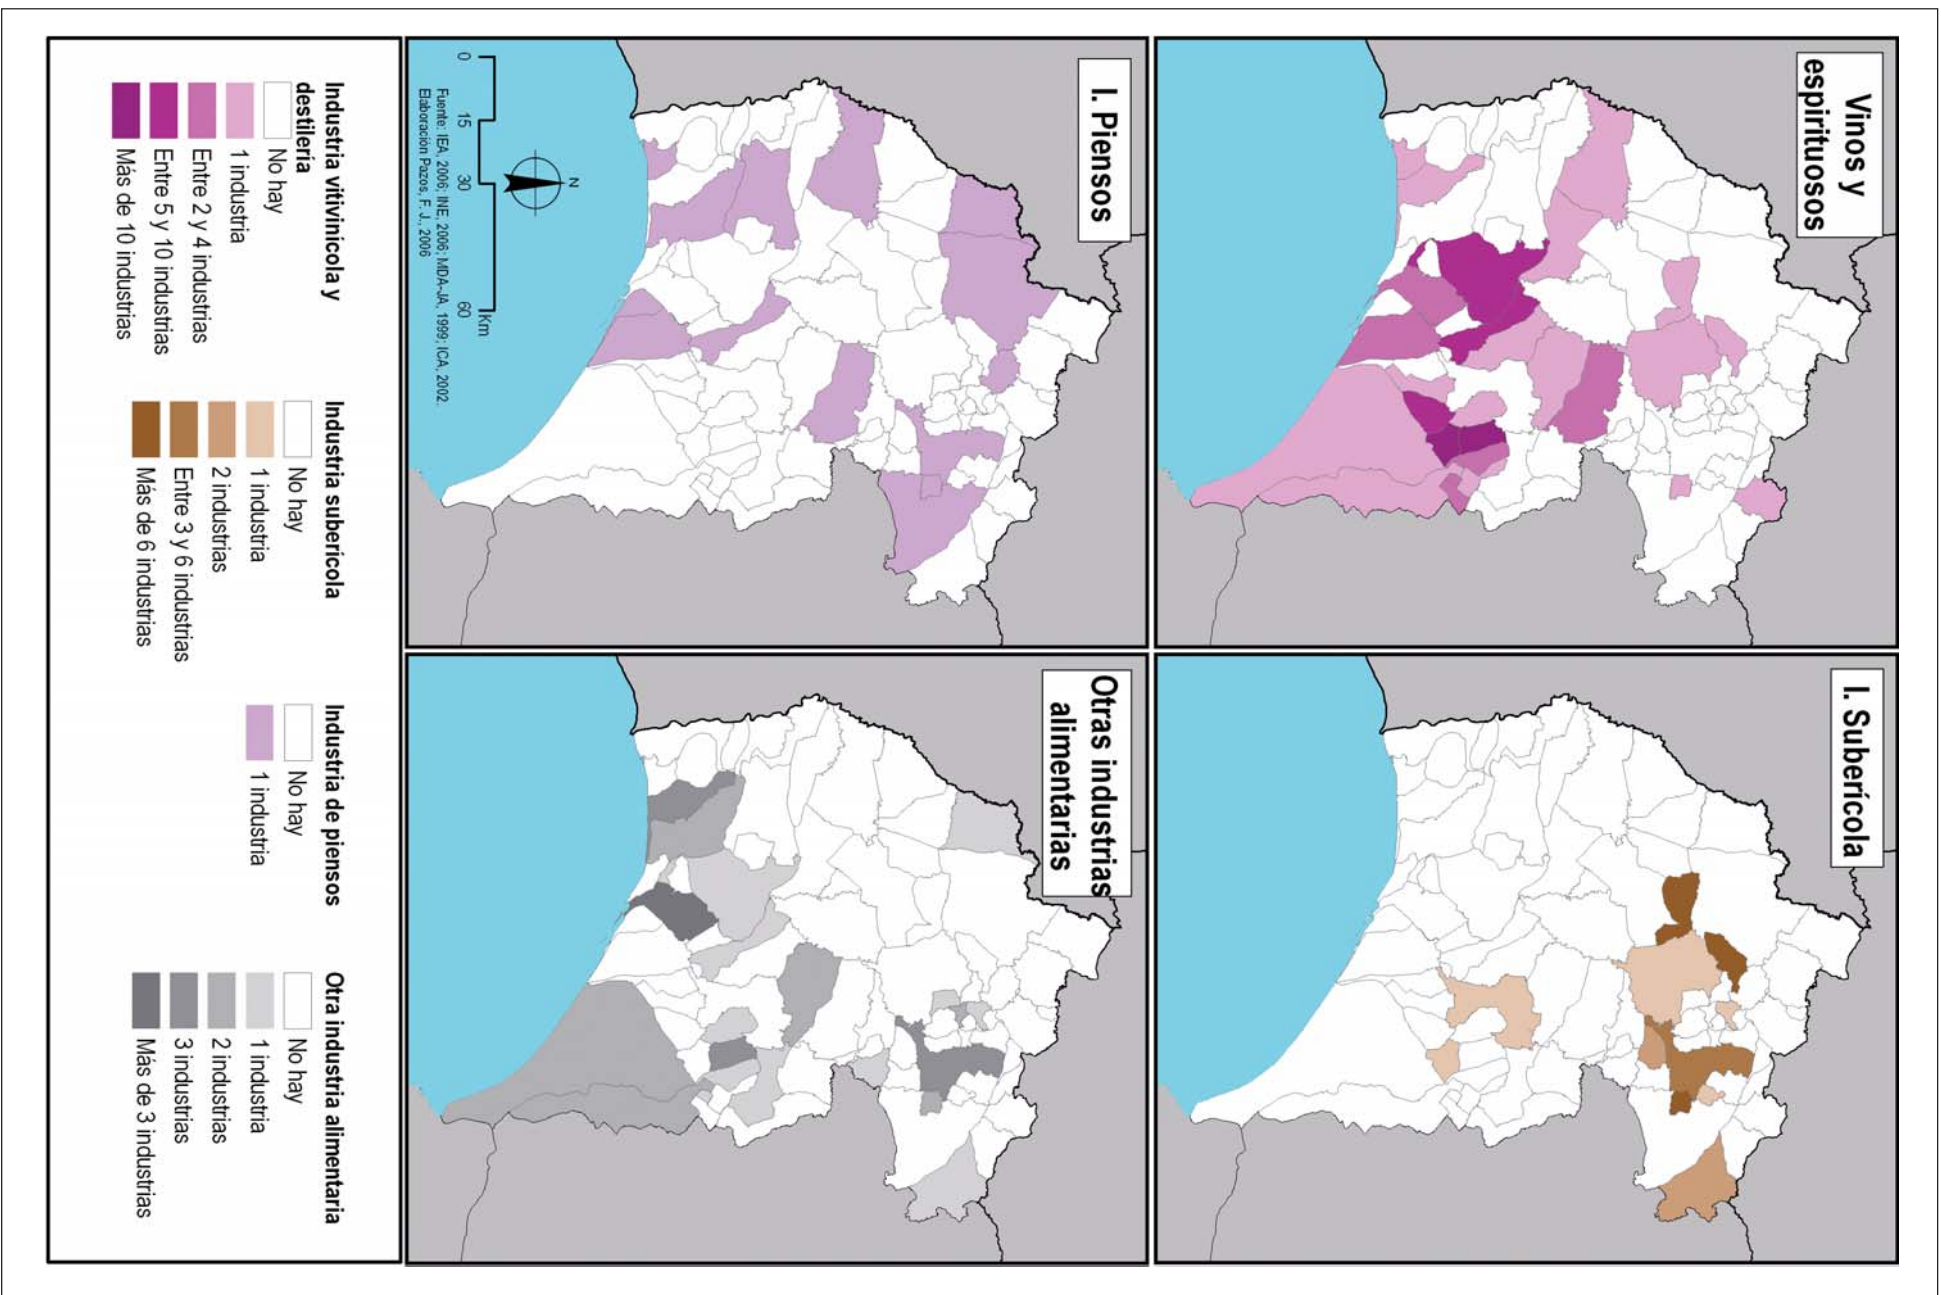 Vinos y
espirituosos
I. Suberícola
I. Piensos
Otras industrias
alimentarias
N
0 15 30 60
Km
Fuente: IEA, 2006; INE, 2006; MDA-JA, 1999; ICA, 2002.
Elaboración Pazos, F. J., 2006
Industria vitivinícola y
destilería
No hay
1 industria
Entre 2 y 4 industrias
Entre 5 y 10 industrias
Más de 10 industrias
Industria suberícola
No hay
1 industria
2 industrias
Entre 3 y 6 industrias
Más de 6 industrias
Industria de piensos
No hay
1 industria
Otra industria alimentaria
No hay
1 industria
2 industrias
3 industrias
Más de 3 industrias